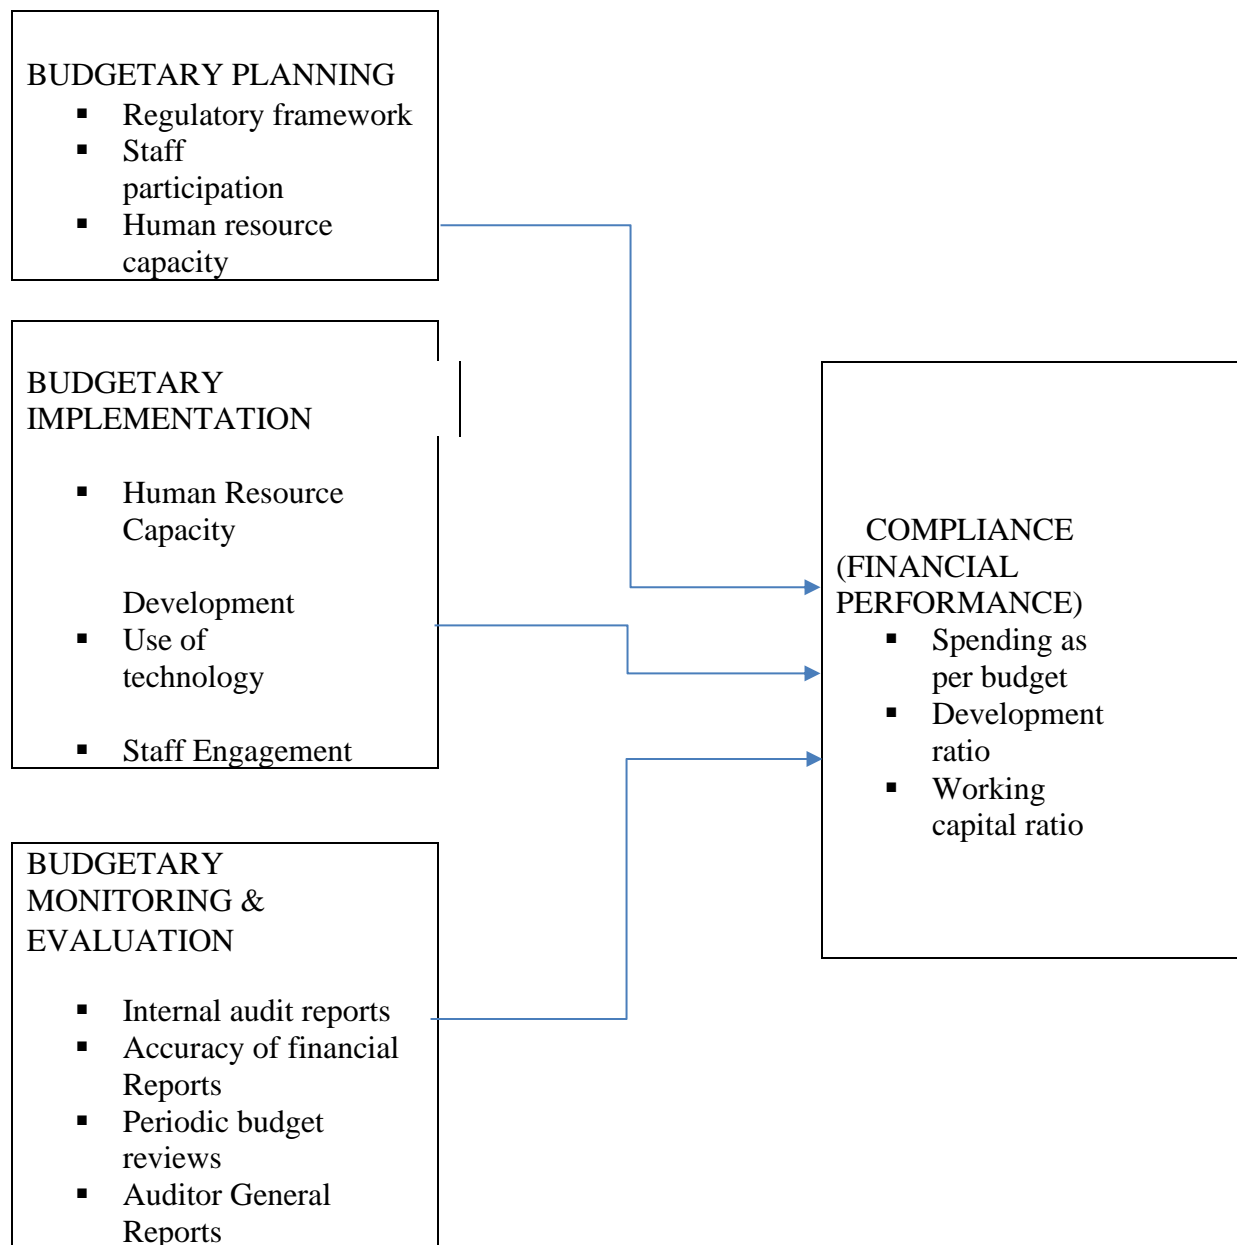 BUDGETARY PLANNING
▪ Regulatory framework
▪ Staff
participation
▪ Human resource
capacity
BUDGETARY
IMPLEMENTATION
▪ Human Resource
Capacity
Development
▪ Use of
technology
▪ Staff Engagement
BUDGETARY
MONITORING &
EVALUATION
▪ Internal audit reports
▪ Accuracy of financial
Reports
▪ Periodic budget
reviews
▪ Auditor General
Reports
COMPLIANCE
(FINANCIAL
PERFORMANCE)
▪ Spending as
per budget
▪ Development
ratio
▪ Working
capital ratio